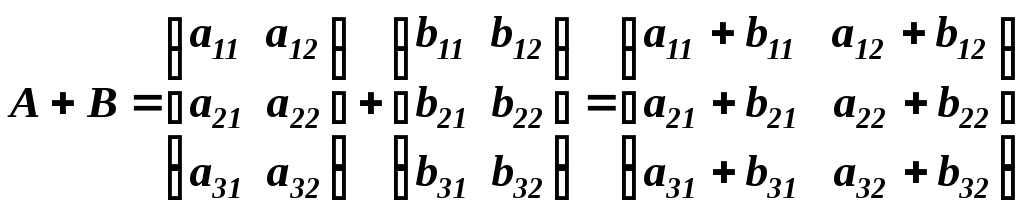 a₁₁ a₁₂ b₁₁ b₁₂ a₁₁ + b₁₁ a₁₂ + b₁₂
A + B = a₂₁ a₂₂ + b₂₁ b₂₂ = a₂₁ + b₂₁ a₂₂ + b₂₂
a₃₁ a₃₂ b₃₁ b₃₂ a₃₁ + b₃₁ a₃₂ + b₃₂